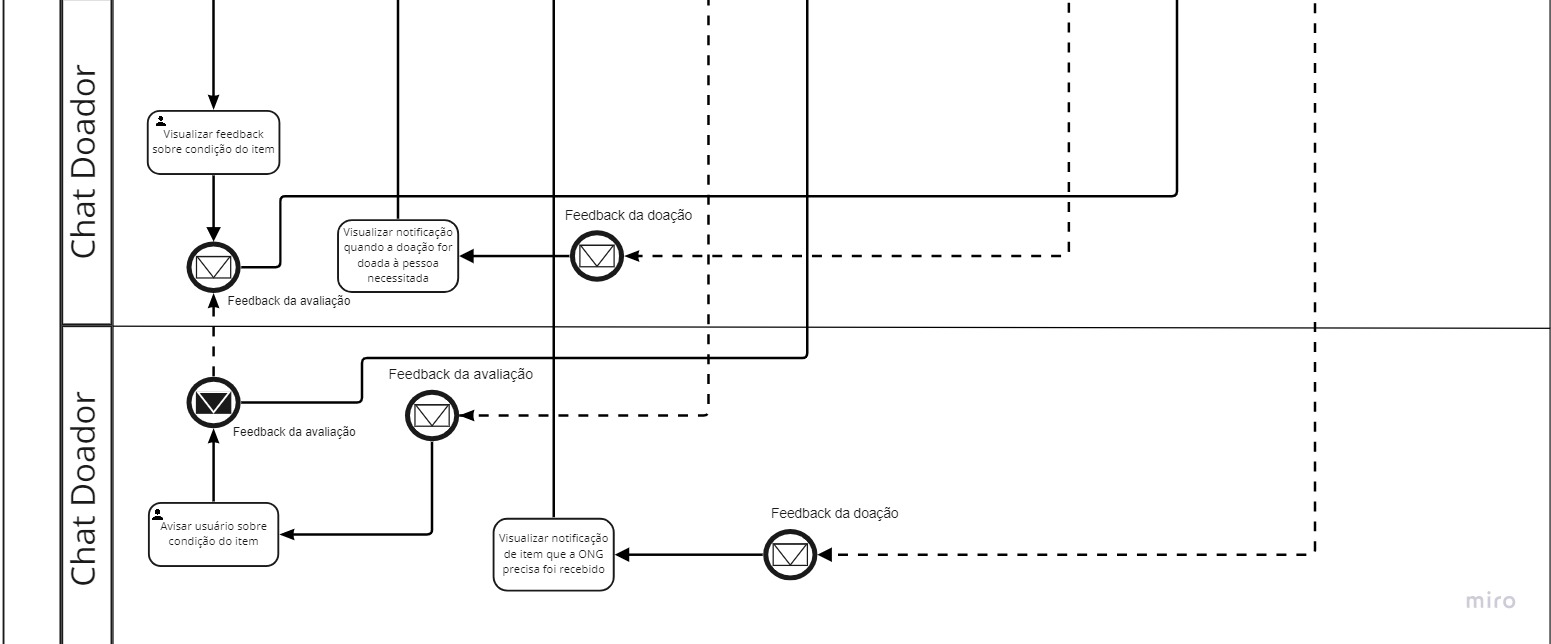 Chat Doador
Visualizar feedback
sobre condição do item
Feedback da avaliação
Visualizar notificação
quando a doação for
doada à pessoa
necessitada
Feedback da doação
Chat Doador
Feedback da avaliação
Feedback da avaliação
Avisar usuário sobre
condição do item
Visualizar notificação
de item que a ONG
precisa foi recebido
Feedback da doação
miro